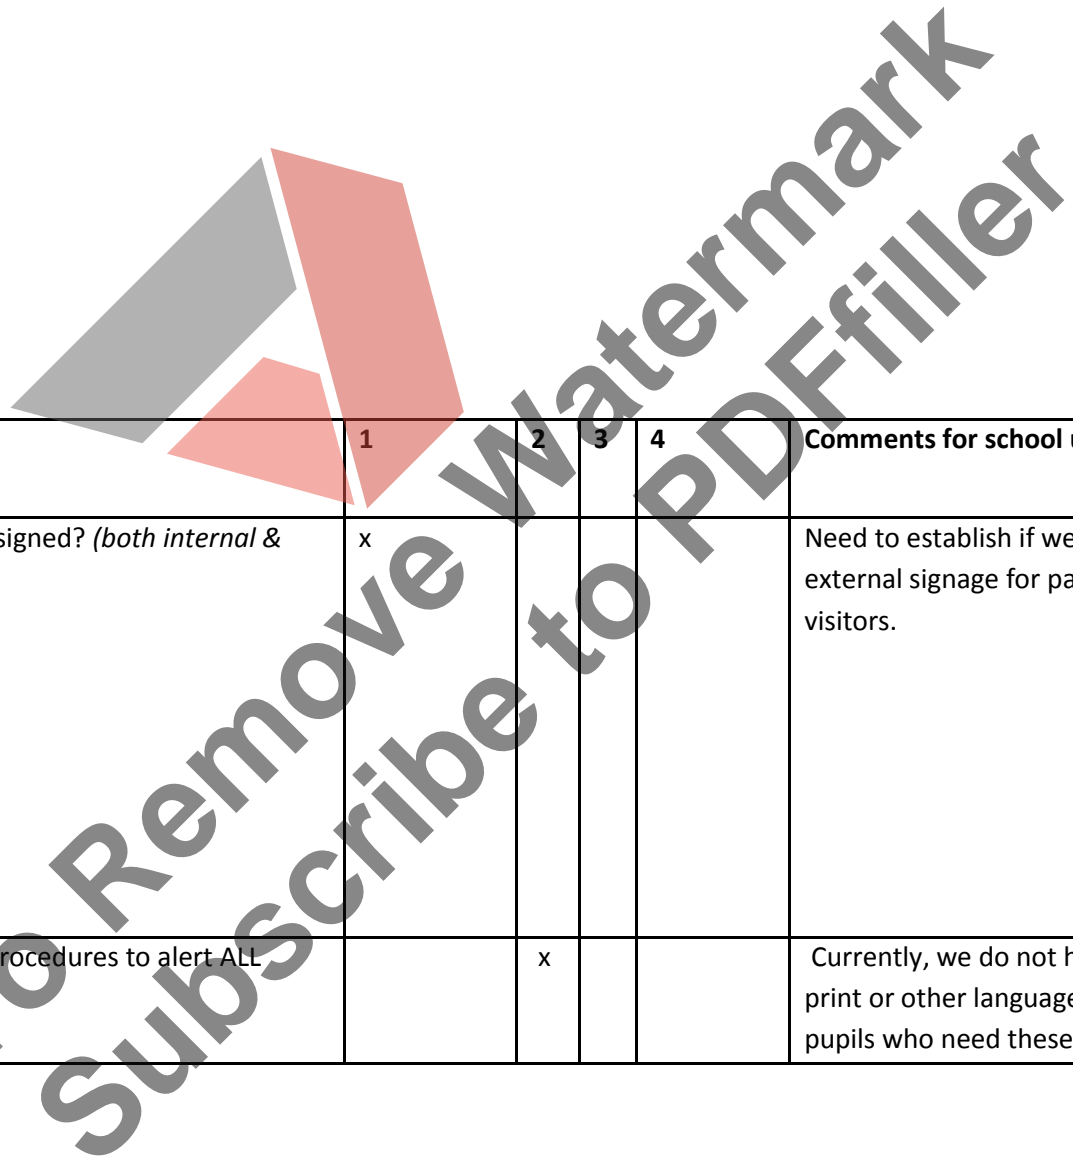 1 2 3 4 Comments for school
signed? (both internal & x Need to establish if we
external signage for
visitors.
rocedures to alert ALL x Currently, we do not
print or other language
pupils who need these
To Remove Watermark
Subscribe to PDFfiller